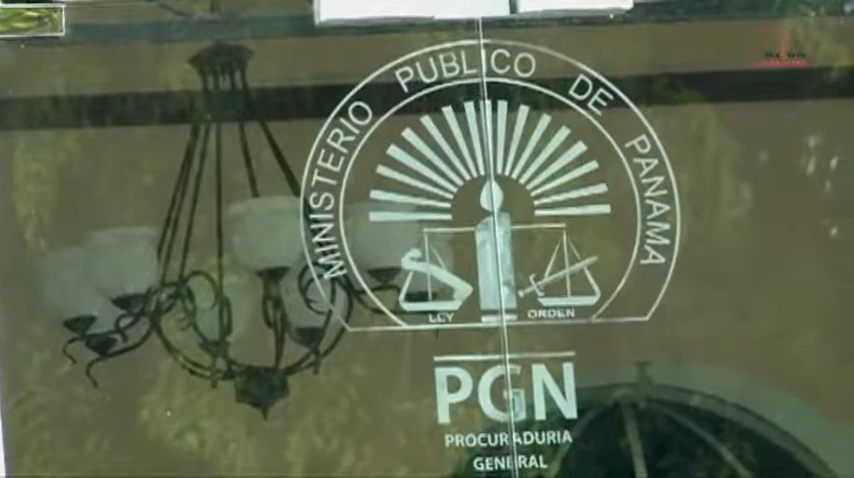 MINISTERIO PUBLICO DE PANAMA
LEY ORDEN
PGN
PROCURADURIA
GENERAL